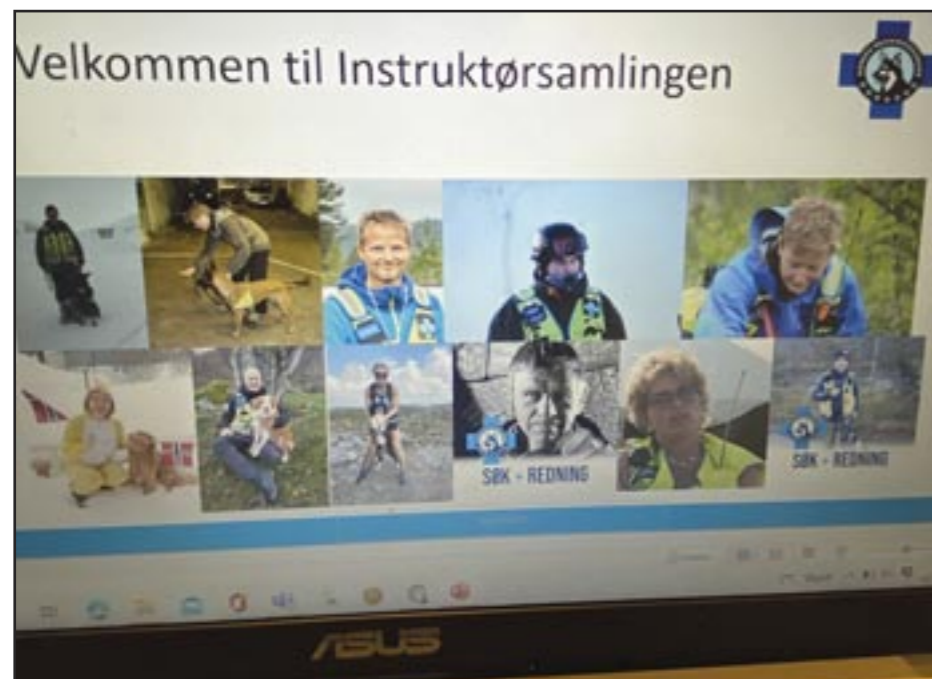 Velkommen til Instruktørsamlingen
SØK - REDNING
SØK - REDNING
ASUS